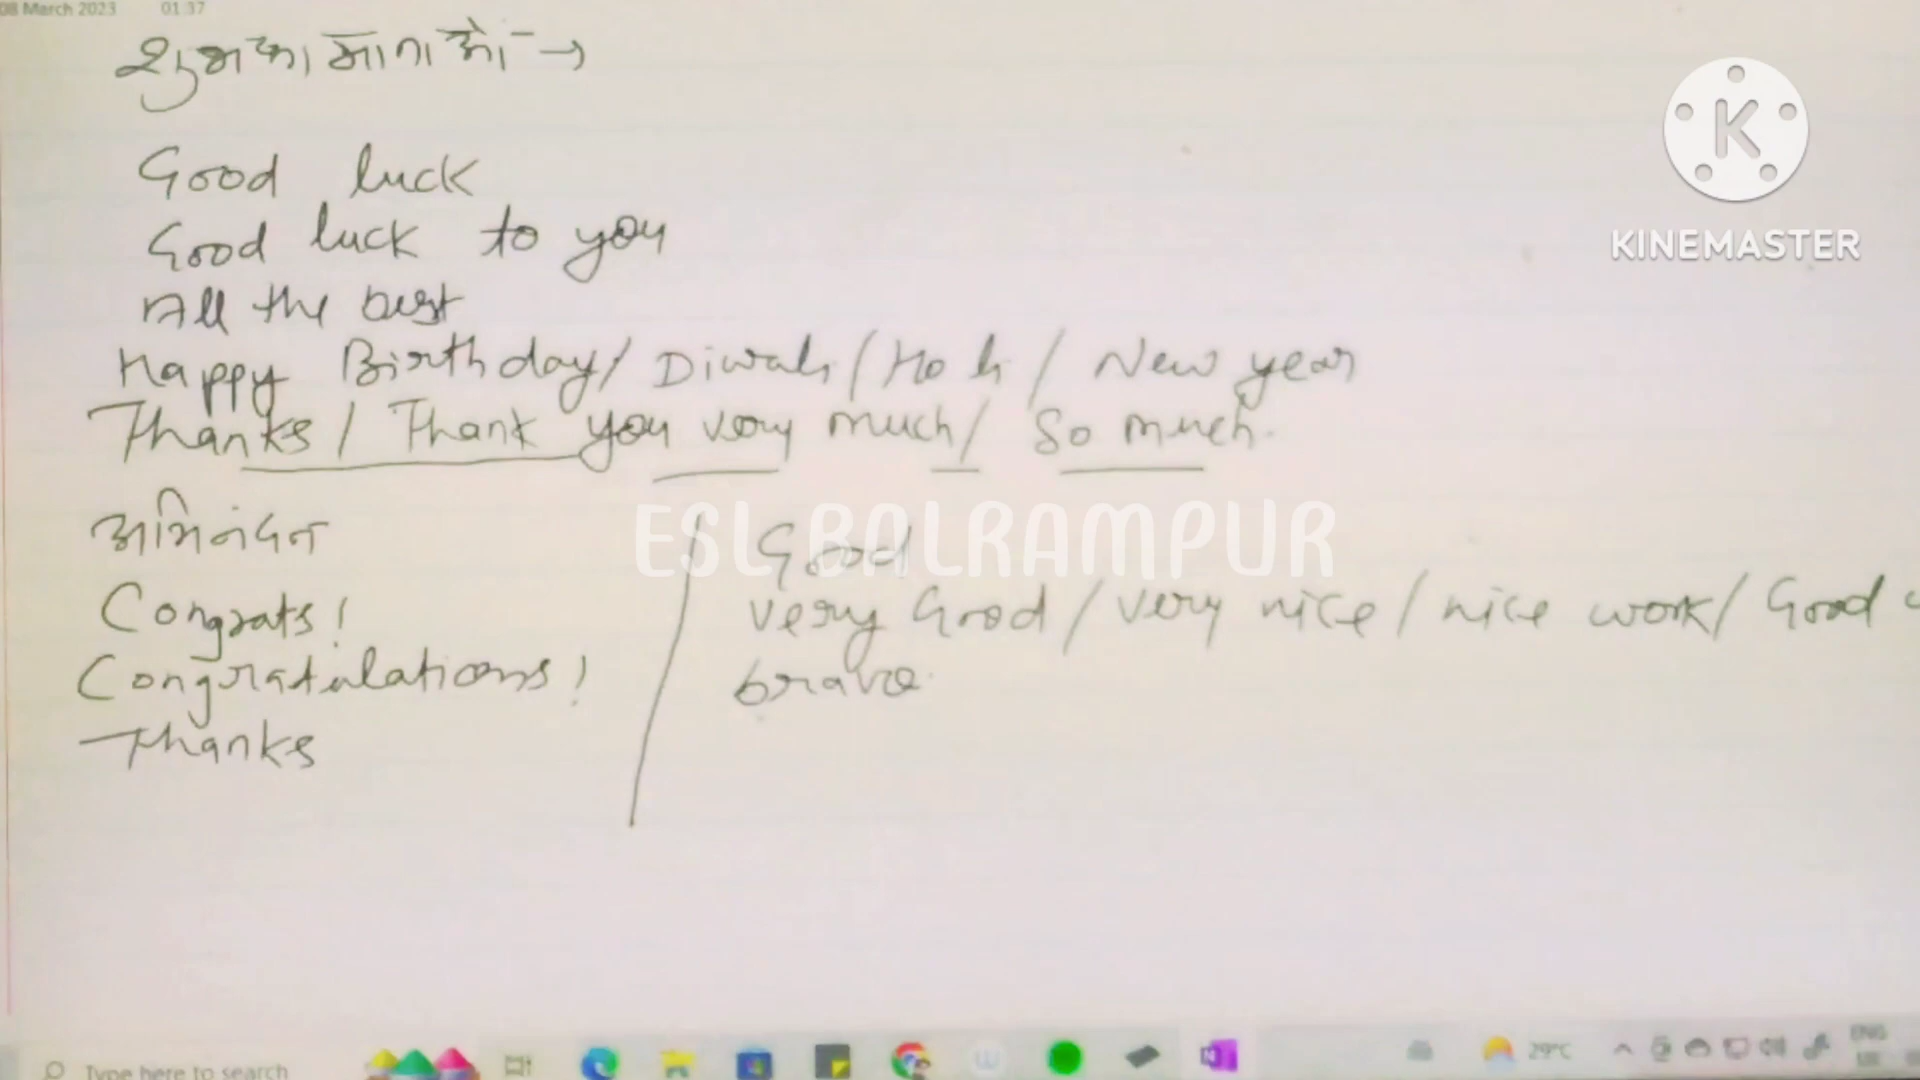 08 March 2023 01:37
शुभकामनाओं →
Good luck
Good luck to you
All the best
Happy Birthday / Diwali / Holi / New year
Thanks / Thank you very much / So much.
अभिनंदन
Congrats!
Congratulations!
Thanks
Good
very Good / very nice / nice work / Good
bravo
KINEMASTER
ESL BALRAMPUR
Type here to search
29°C
ENG